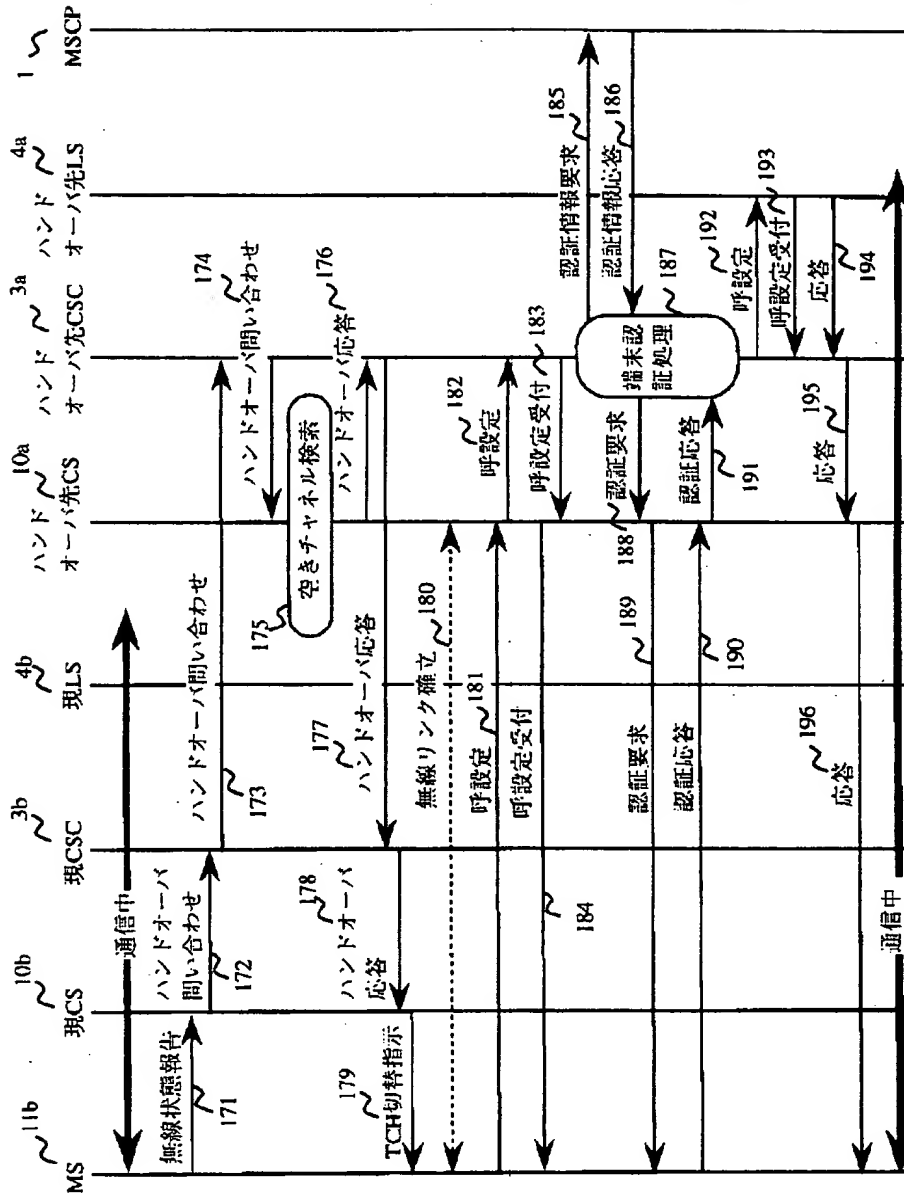 11b
MS
10b
現CS
3b
現CSC
4b
現LS
10a
ハンド
オーバ先CS
3a
ハンド
オーバ先CSC
4a
ハンド
オーバ先LS
1
MSCP
通信中
無線状態報告
171
ハンドオーバ
問い合わせ
172
ハンドオーバ問い合わせ
173
174
ハンドオーバ問い合わせ
175
空きチャネル検索
176
ハンドオーバ応答
177
ハンドオーバ応答
178
ハンドオーバ
応答
179
TCH切替指示
無線リンク確立
180
呼設定
181
182
呼設定
呼設定受付
183
呼設定受付
184
認証情報要求
185
認証情報応答
186
端末認
証処理
187
認証要求
188
認証要求
189
認証応答
190
認証応答
191
192
呼設定
呼設定受付
193
応答
194
応答
195
応答
196
通信中